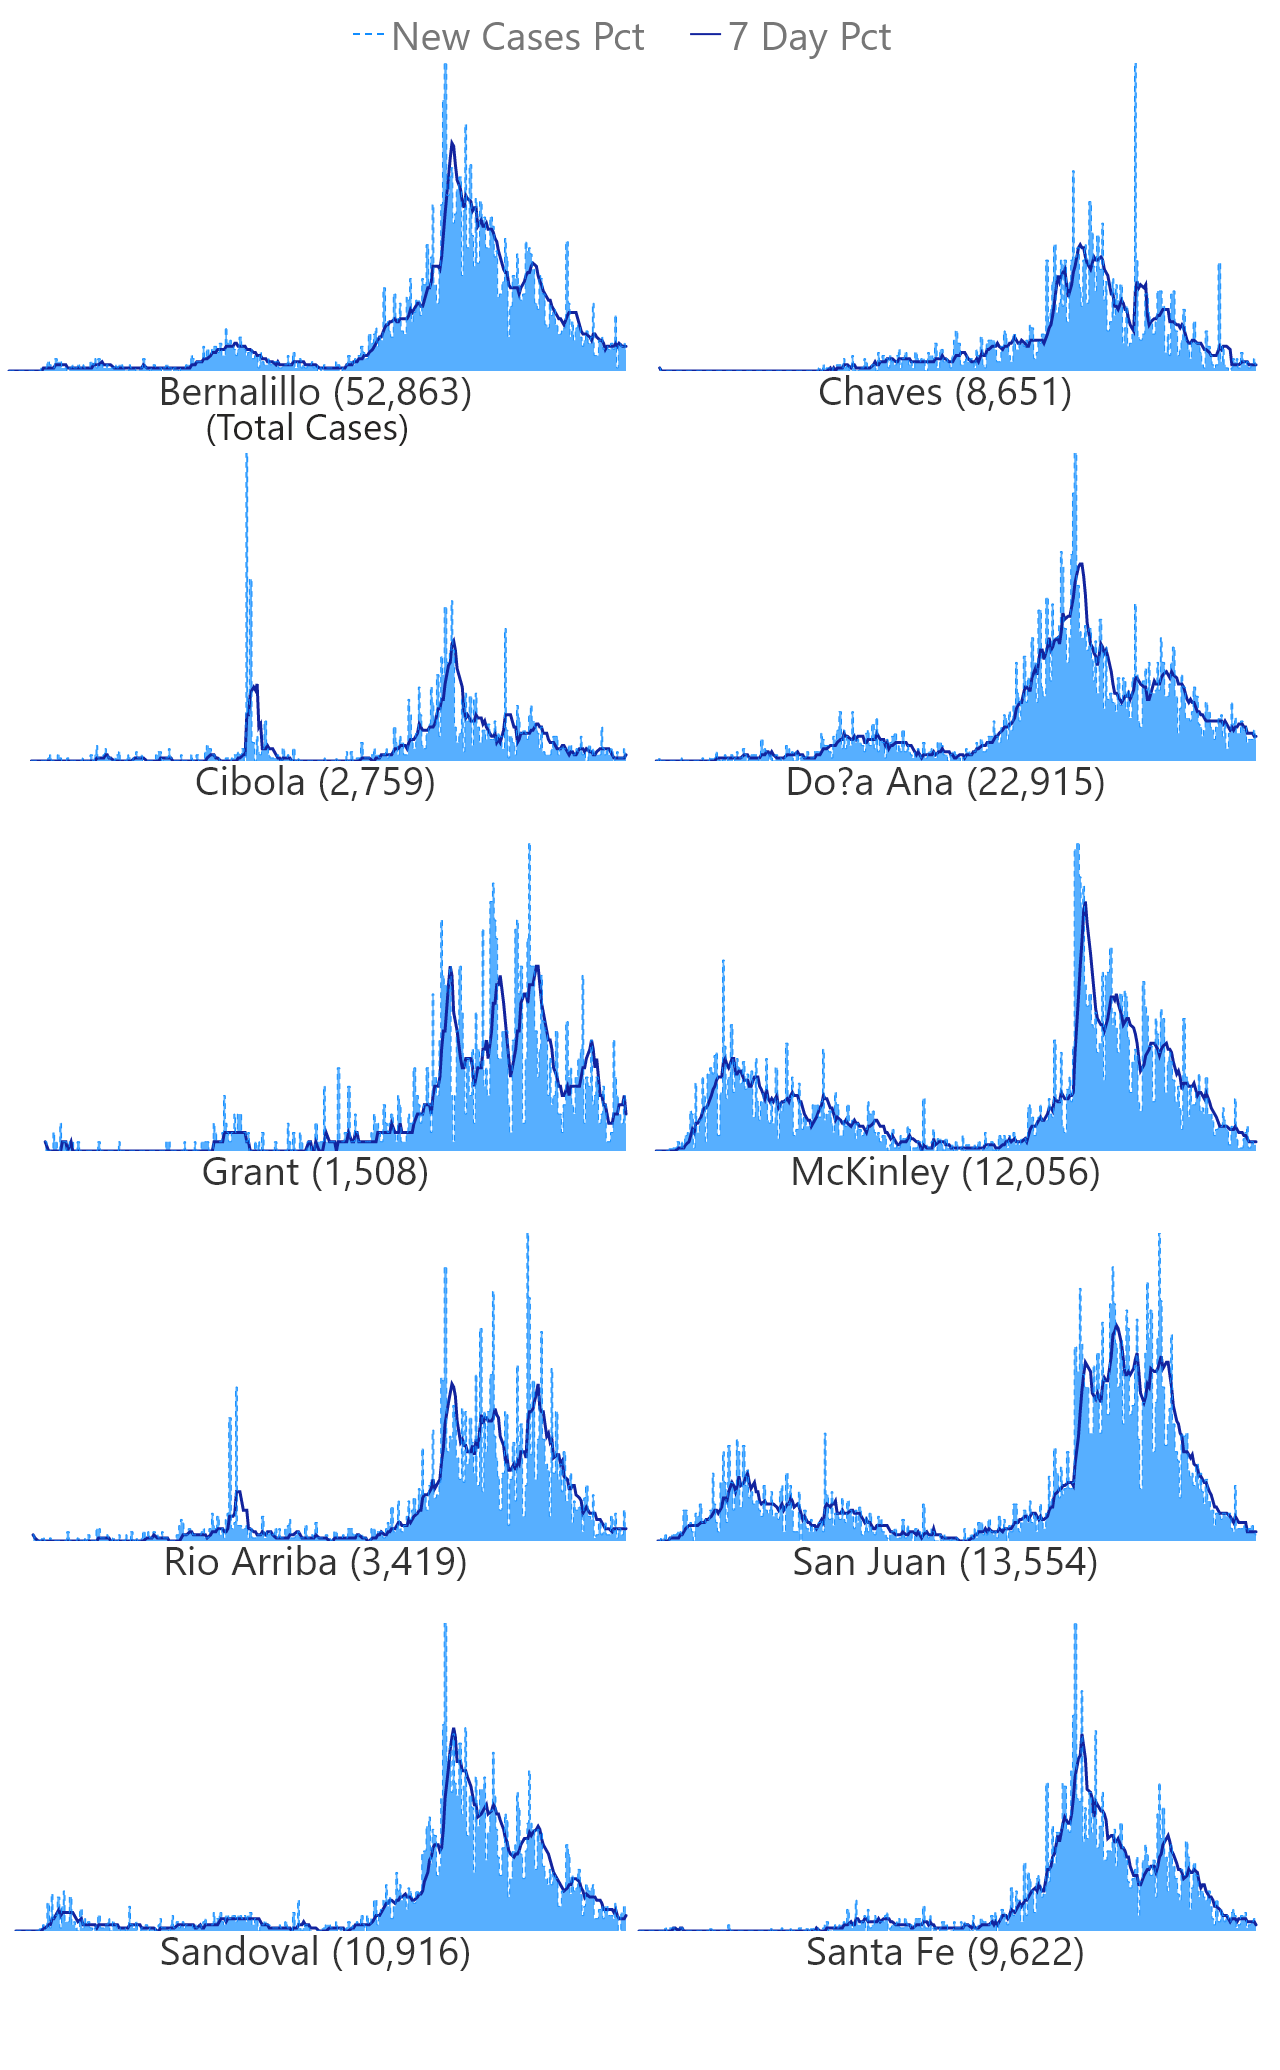 New Cases Pct 7 Day Pct
Bernalillo (52,863) Chaves (8,651)
(Total Cases)
Cibola (2,759) Do?a Ana (22,915)
Grant (1,508) McKinley (12,056)
Rio Arriba (3,419) San Juan (13,554)
Sandoval (10,916) Santa Fe (9,622)